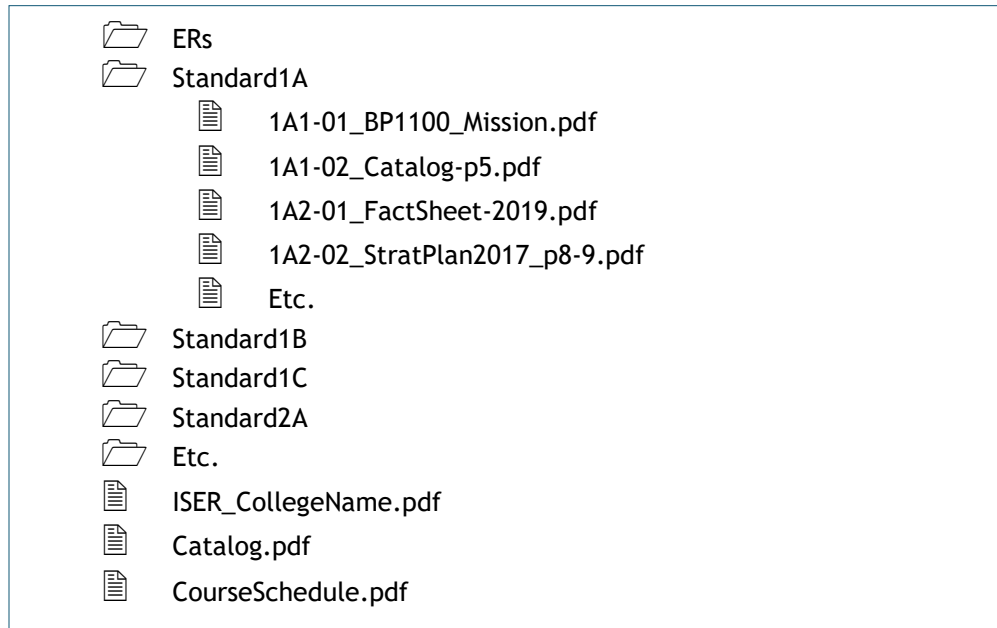 ERs
Standard1A
1A1-01_BP1100_Mission.pdf
1A1-02_Catalog-p5.pdf
1A2-01_FactSheet-2019.pdf
1A2-02_StratPlan2017_p8-9.pdf
Etc.
Standard1B
Standard1C
Standard2A
Etc.
ISER_CollegeName.pdf
Catalog.pdf
CourseSchedule.pdf